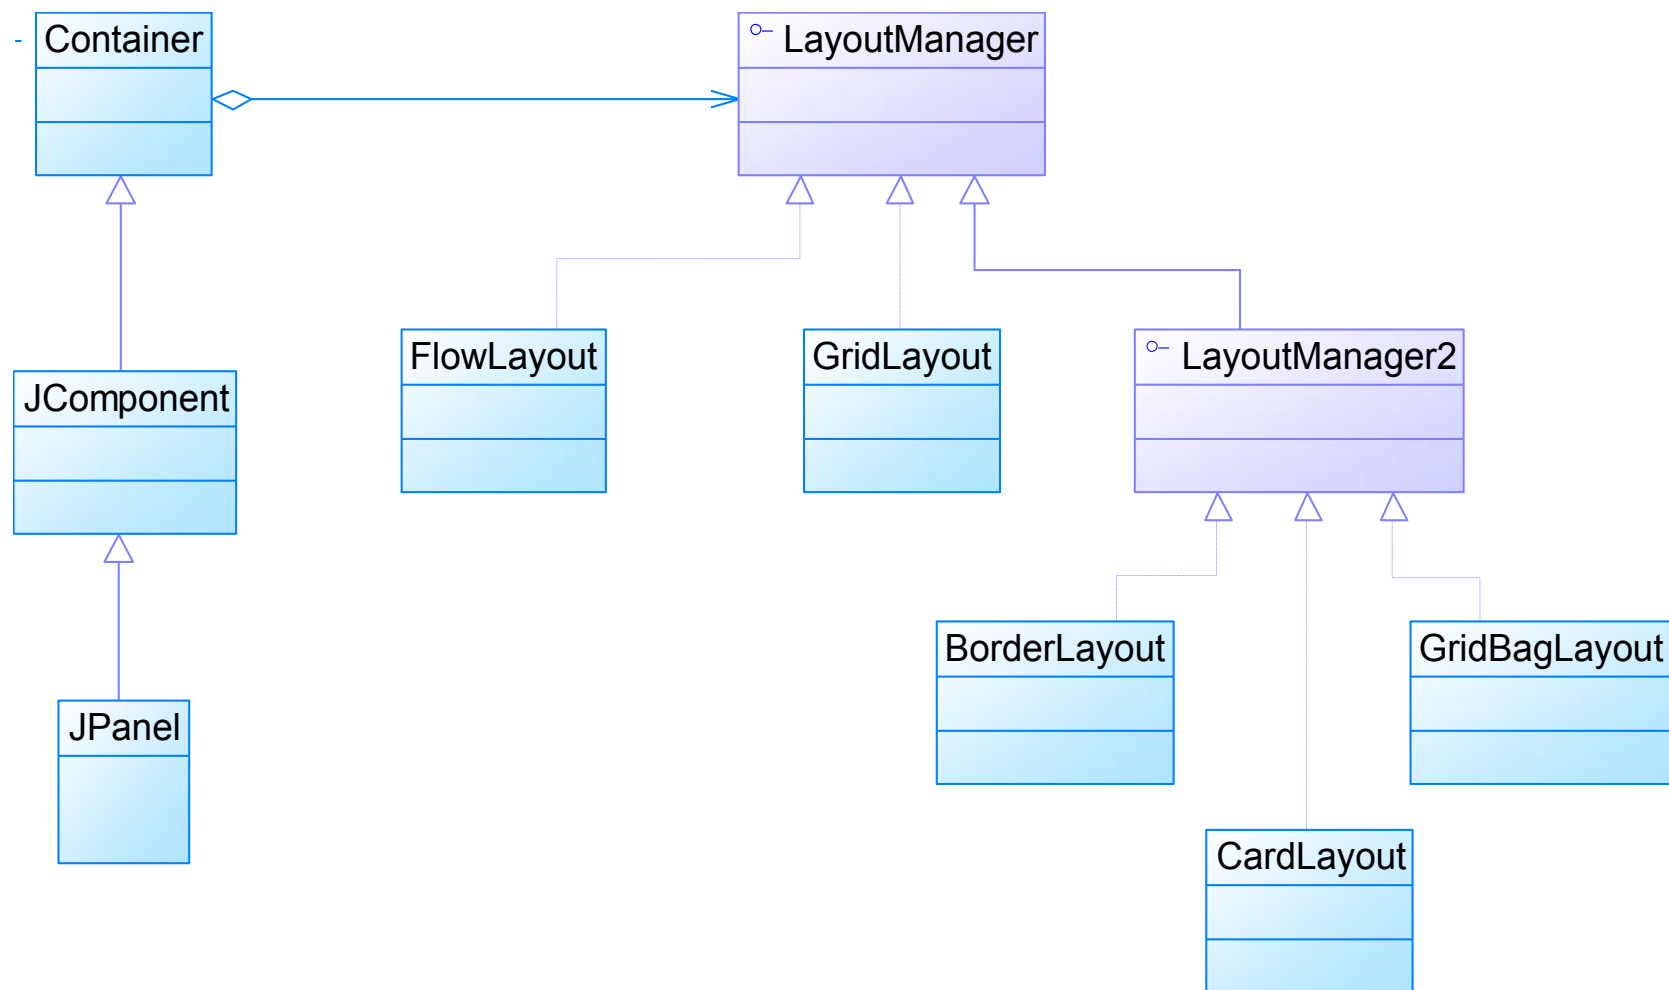 Container
LayoutManager
FlowLayout
GridLayout
LayoutManager2
JComponent
BorderLayout
GridBagLayout
JPanel
CardLayout